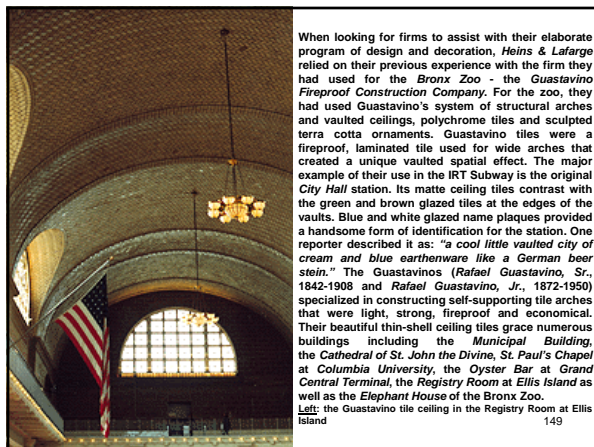 When looking for firms to assist with their elaborate
program of design and decoration, Heins & Lafarge
relied on their previous experience with the firm they
had used for the Bronx Zoo - the Guastavino
Fireproof Construction Company. For the zoo, they
had used Guastavino's system of structural arches
and vaulted ceilings, polychrome tiles and sculpted
terra cotta ornaments. Guastavino tiles were a
fireproof, laminated tile used for wide arches that
created a unique vaulted spatial effect. The major
example of their use in the IRT Subway is the original
City Hall station. Its matte ceiling tiles contrast with
the green and brown glazed tiles at the edges of the
vaults. Blue and white glazed name plaques provided
a handsome form of identification for the station. One
reporter described it as: “a cool little vaulted city of
cream and blue earthenware like a German beer
stein.” The Guastavinos (Rafael Guastavino, Sr.,
1842-1908 and Rafael Guastavino, Jr., 1872-1950)
specialized in constructing self-supporting tile arches
that were light, strong, fireproof and economical.
Their beautiful thin-shell ceiling tiles grace numerous
buildings including the Municipal Building,
the Cathedral of St. John the Divine, St. Paul's Chapel
at Columbia University, the Oyster Bar at Grand
Central Terminal, the Registry Room at Ellis Island as
well as the Elephant House of the Bronx Zoo.
Left: the Guastavino tile ceiling in the Registry Room at Ellis
Island
149